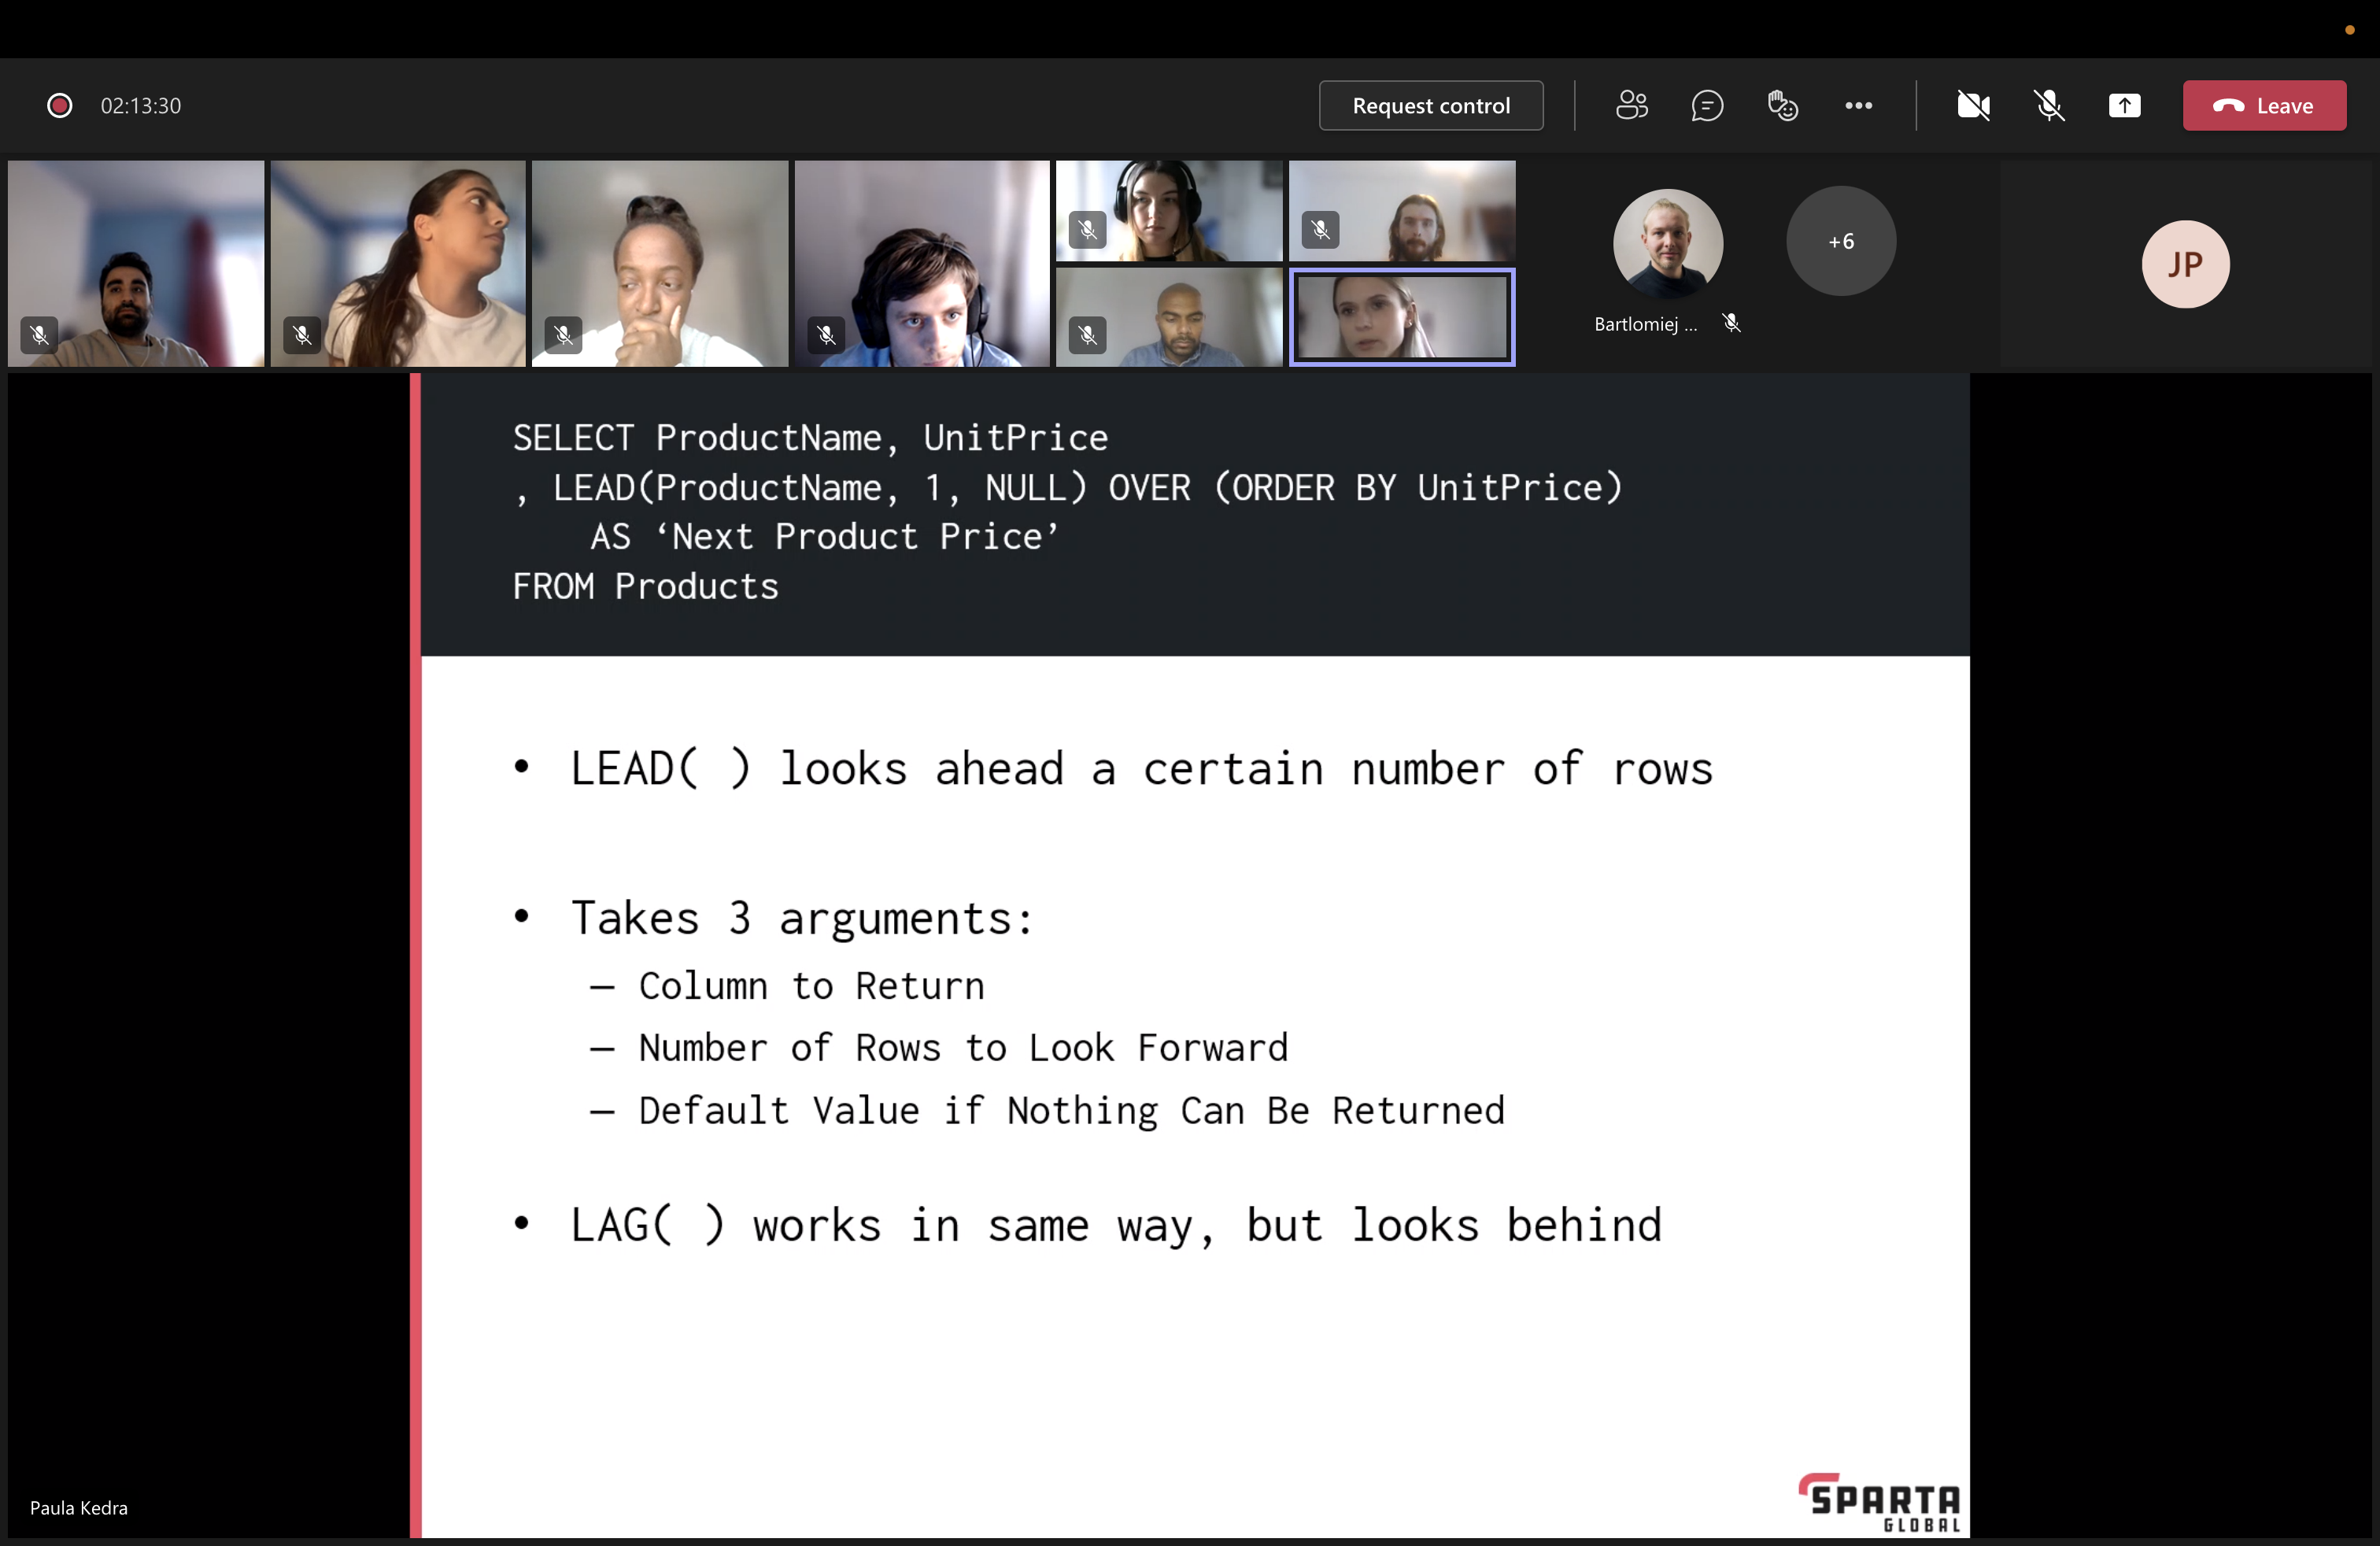 02:13:30
Request control
Leave
+6
JP
Bartlomiej ...
SELECT ProductName, UnitPrice
, LEAD(ProductName, 1, NULL) OVER (ORDER BY UnitPrice)
AS ‘Next Product Price’
FROM Products
• LEAD( ) looks ahead a certain number of rows
• Takes 3 arguments:
– Column to Return
– Number of Rows to Look Forward
– Default Value if Nothing Can Be Returned
• LAG( ) works in same way, but looks behind
Paula Kedra
SPARTA
GLOBAL